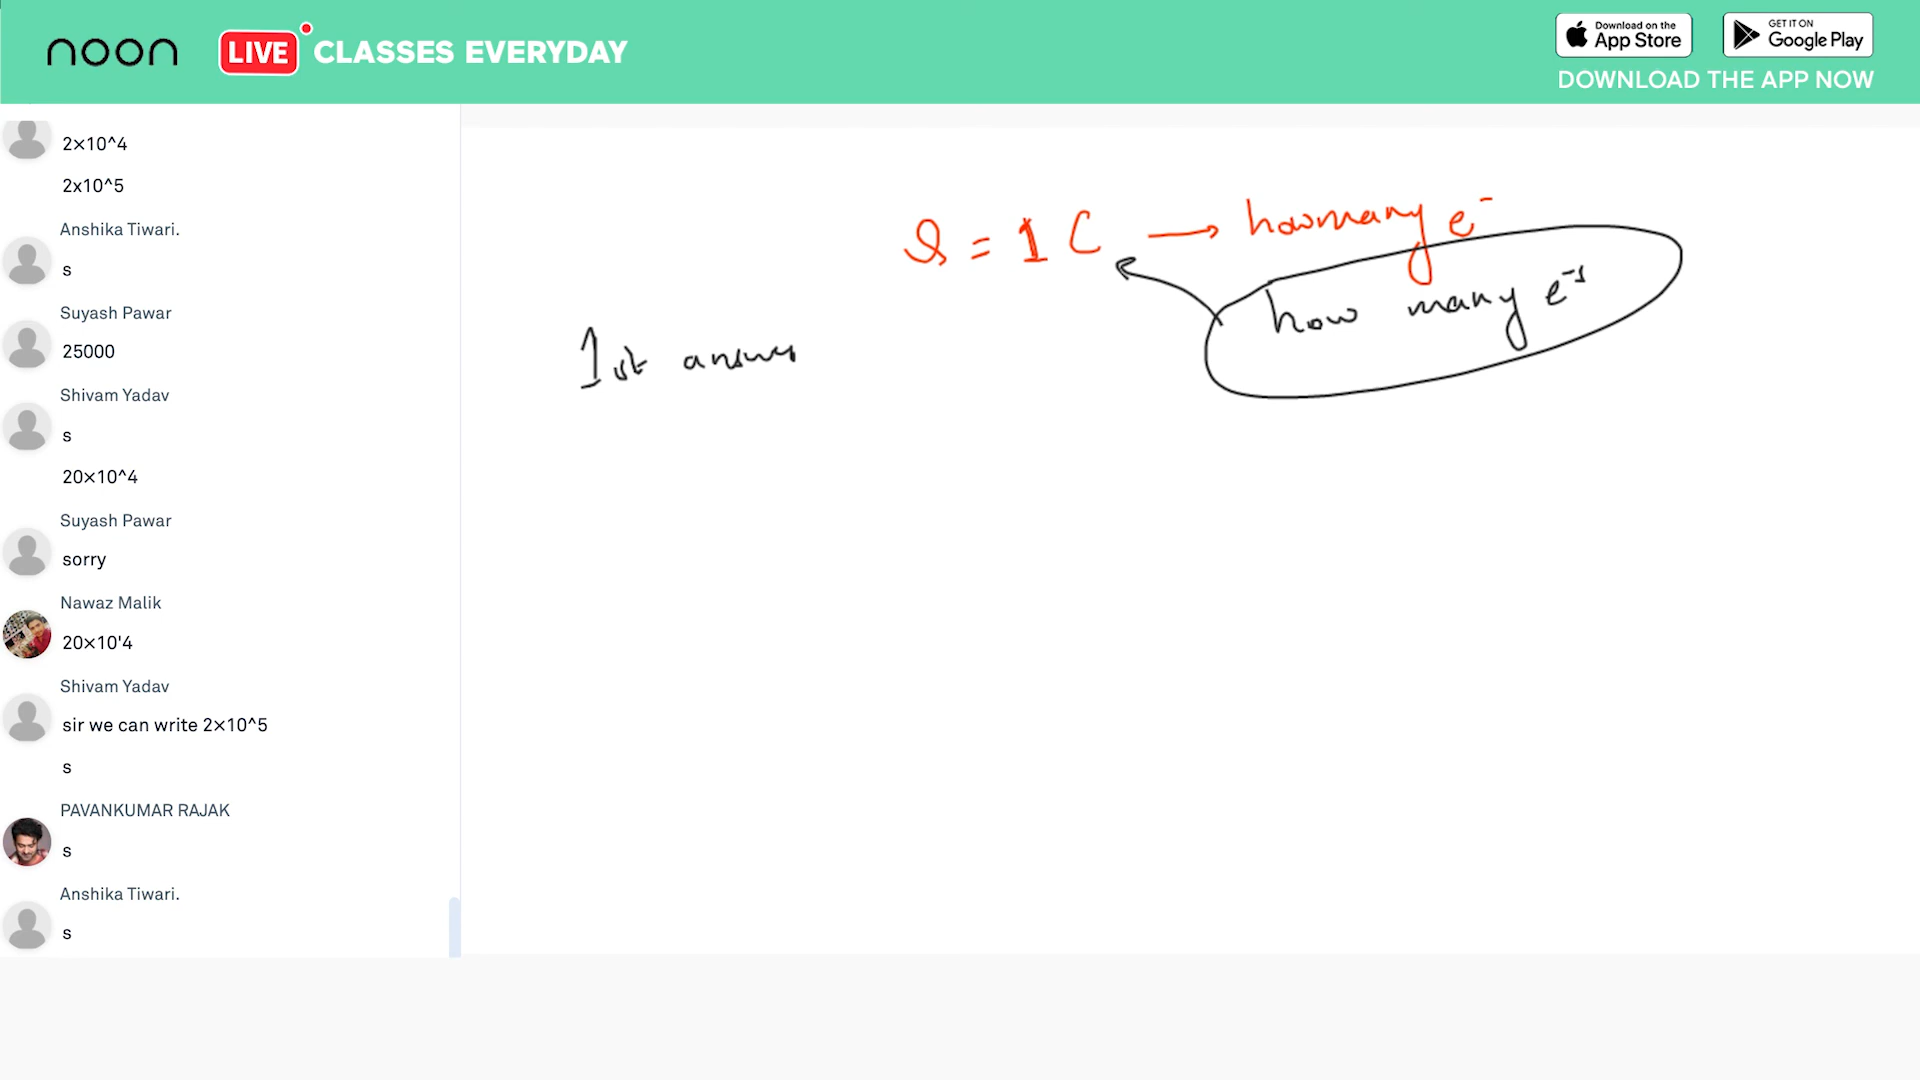 noon LIVE CLASSES EVERYDAY
Download on the App Store
GET IT ON Google Play
DOWNLOAD THE APP NOW
2×10^4
2x10^5
Anshika Tiwari.
s
Suyash Pawar
25000
Shivam Yadav
s
20×10^4
Suyash Pawar
sorry
Nawaz Malik
20×10'4
Shivam Yadav
sir we can write 2×10^5
s
PAVANKUMAR RAJAK
s
Anshika Tiwari.
s
Q = 1 C → howmany e⁻
how many e⁻s
1st answer